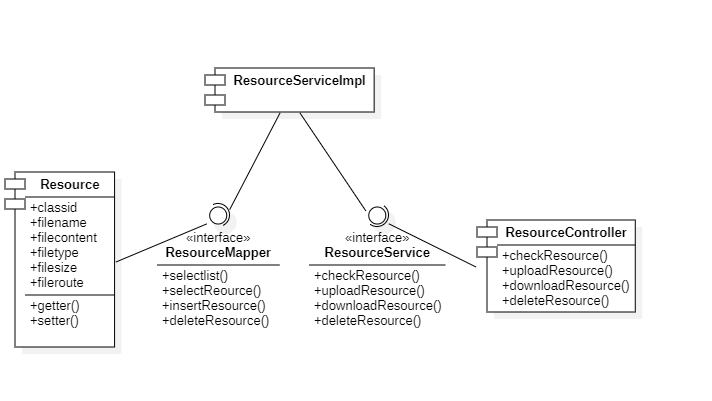 ResourceServiceImpl
Resource
+classid
+filename
+filecontent
+filetype
+filesize
+fileroute
+getter()
+setter()
«interface»
ResourceMapper
+selectlist()
+selectReource()
+insertResource()
+deleteResource()
«interface»
ResourceService
+checkResource()
+uploadResource()
+downloadResource()
+deleteResource()
ResourceController
+checkResource()
+uploadResource()
+downloadResource()
+deleteResource()